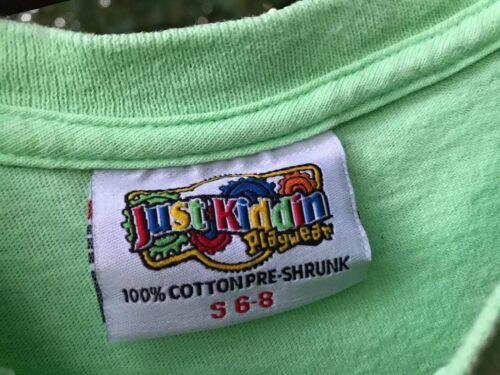 Just Kiddin
Playwear
100% COTTON PRE-SHRUNK
S 6-8